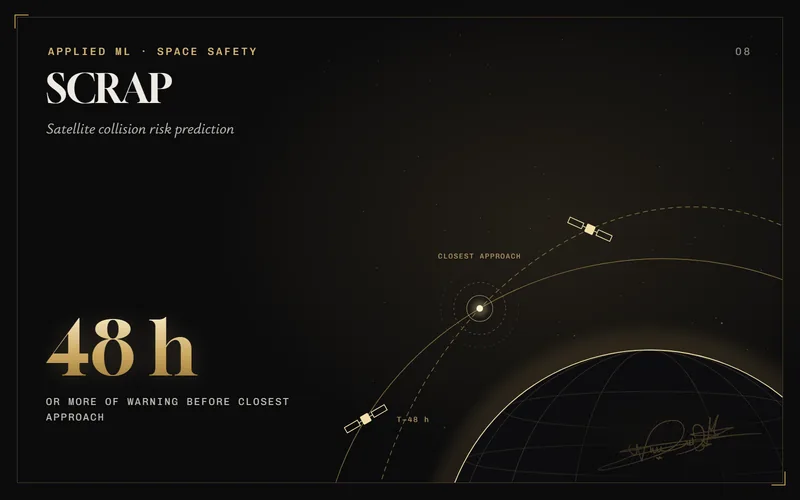 APPLIED ML · SPACE SAFETY
08
SCRAP
Satellite collision risk prediction
CLOSEST APPROACH
48 h
OR MORE OF WARNING BEFORE CLOSEST
APPROACH
T-48 h